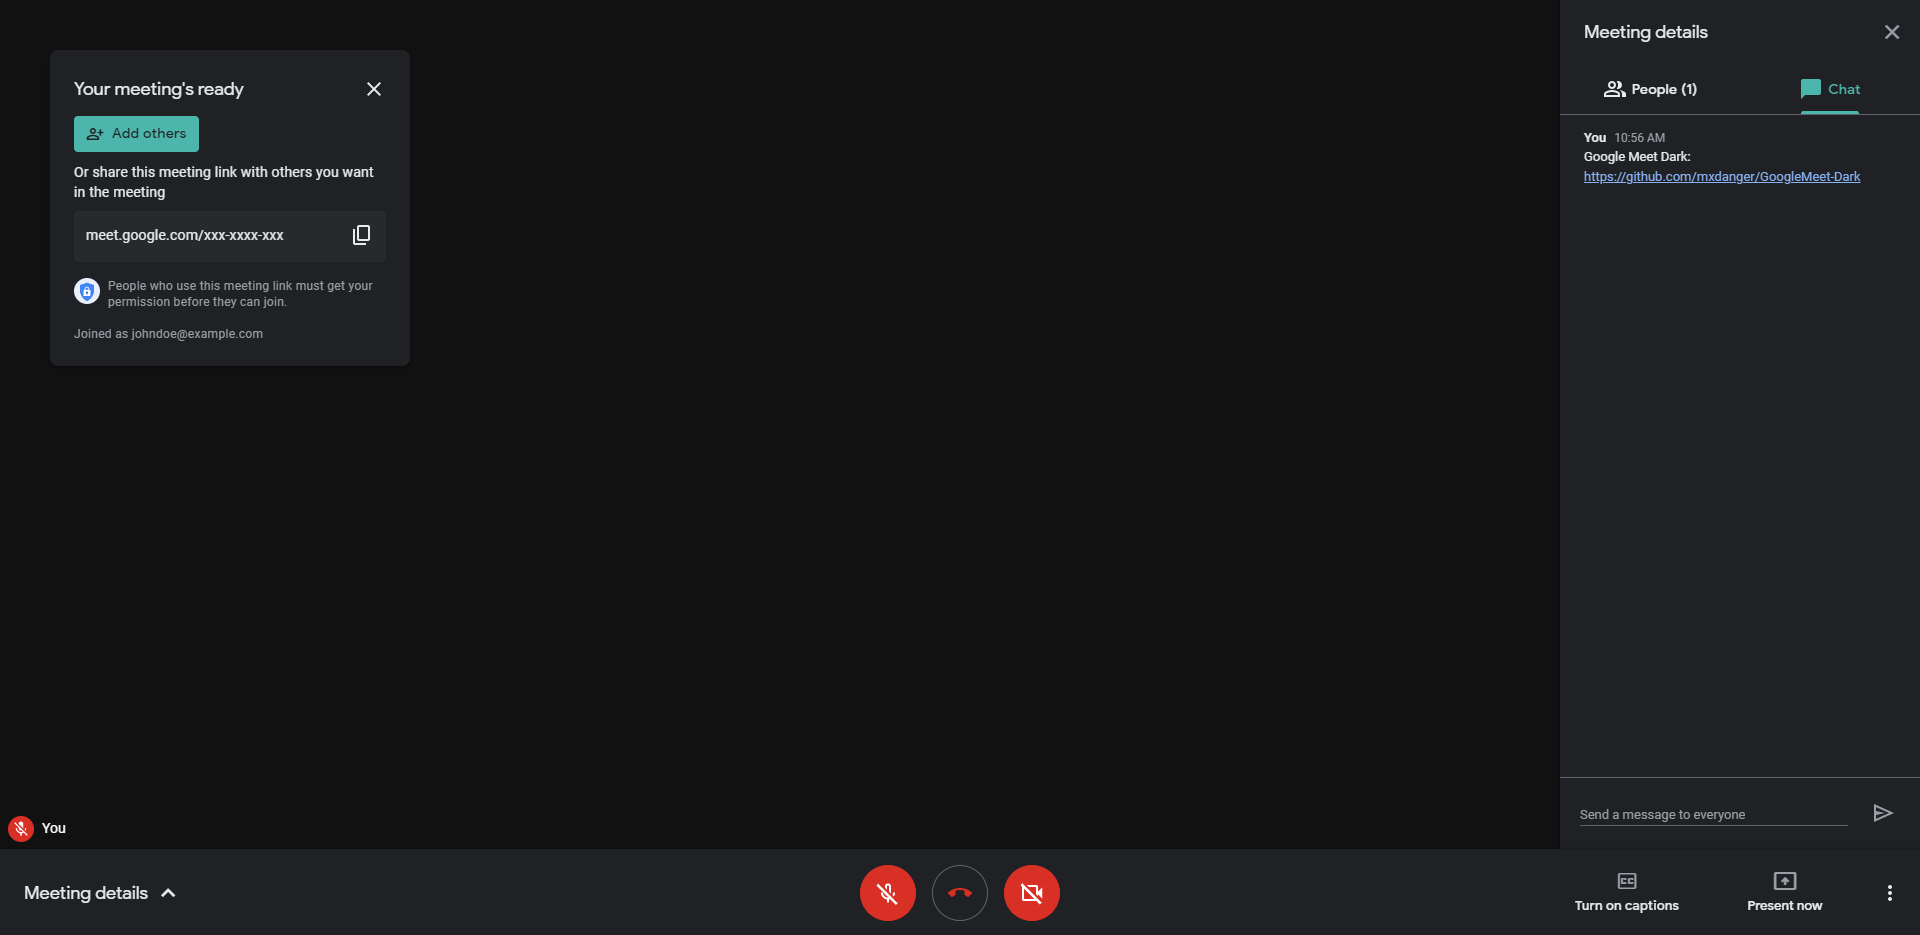 Your meeting's ready
Add others
Or share this meeting link with others you want
in the meeting
meet.google.com/xxx-xxxx-xxx
People who use this meeting link must get your
permission before they can join.
Joined as johndoe@example.com
You
Meeting details
Meeting details
People (1)
Chat
You 10:56 AM
Google Meet Dark:
https://github.com/mxdanger/GoogleMeet-Dark
Send a message to everyone
CC
Turn on captions
Present now